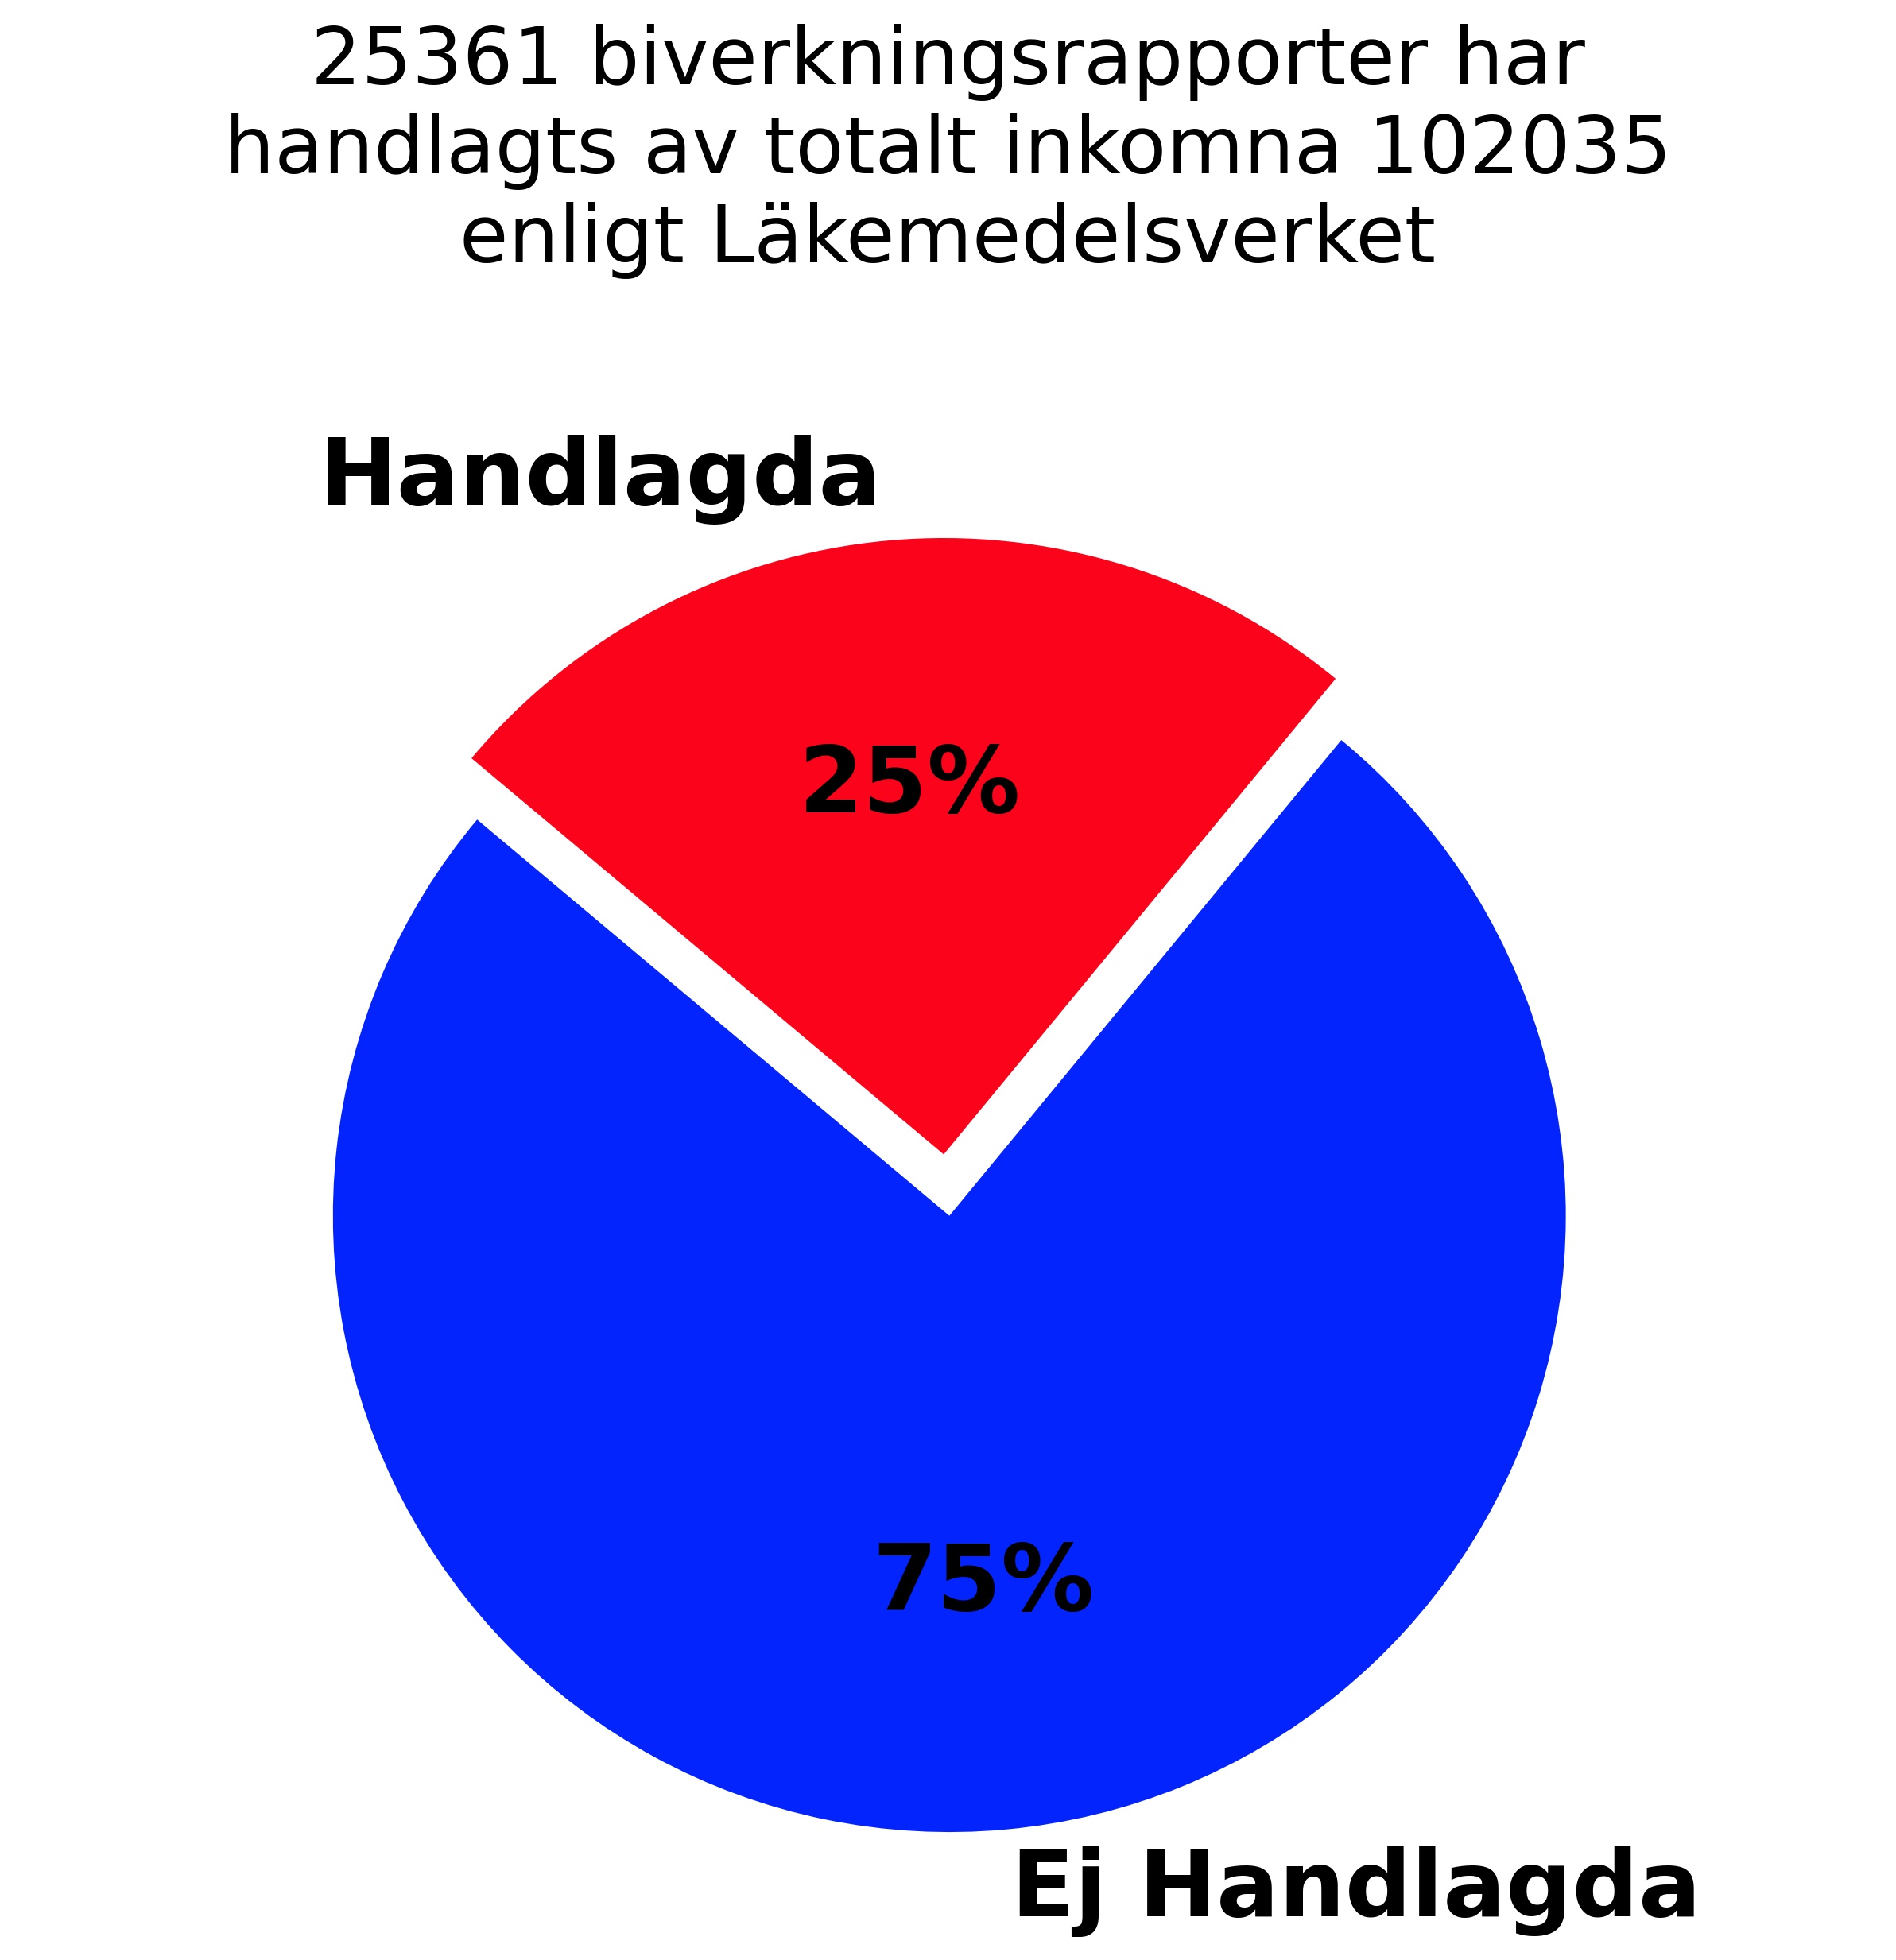 25361 biverkningsrapporter har
handlagts av totalt inkomna 102035
enligt Läkemedelsverket
Handlagda
25%
75%
Ej Handlagda